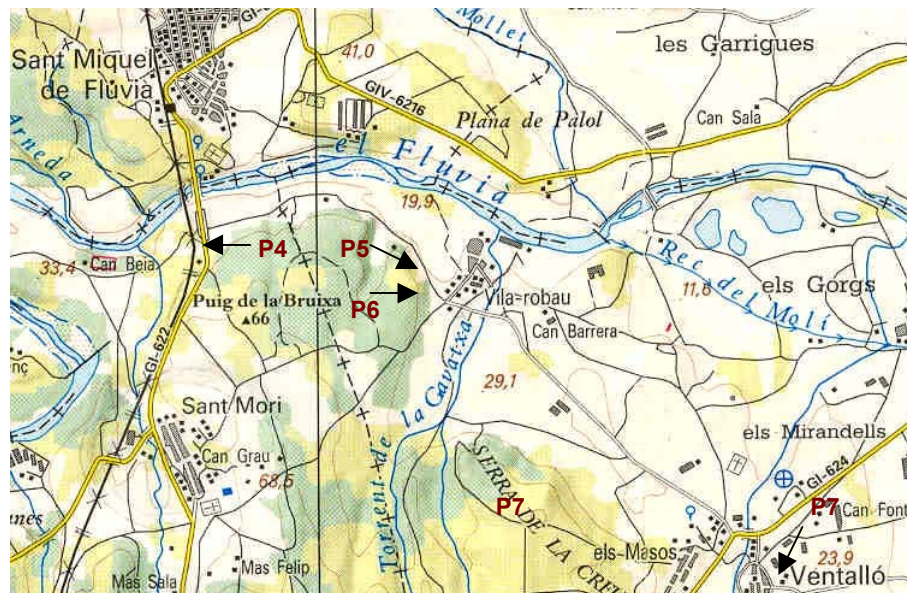 Mollet
les Garrigues
41,0
Sant Miquel
de Fluvià
GIV-6216
Can Sala
Plana de Palol
Arneda
el Fluvià
19,9
P4
P5
33,4
Can Beia
Rec del Molí
11,6
els Gorgs
Puig de la Bruixa
66
P6
Vila-robau
Can Barrera
GI-622
29,1
Sant Mori
Torrent de la Cavatxa
els Mirandells
Can Grau
68,5
SERRA DE LA CREU
GI-624
P7
P7
Can Font
els-Masos
23,9
Ventalló
Mas Felip
Mas Sala